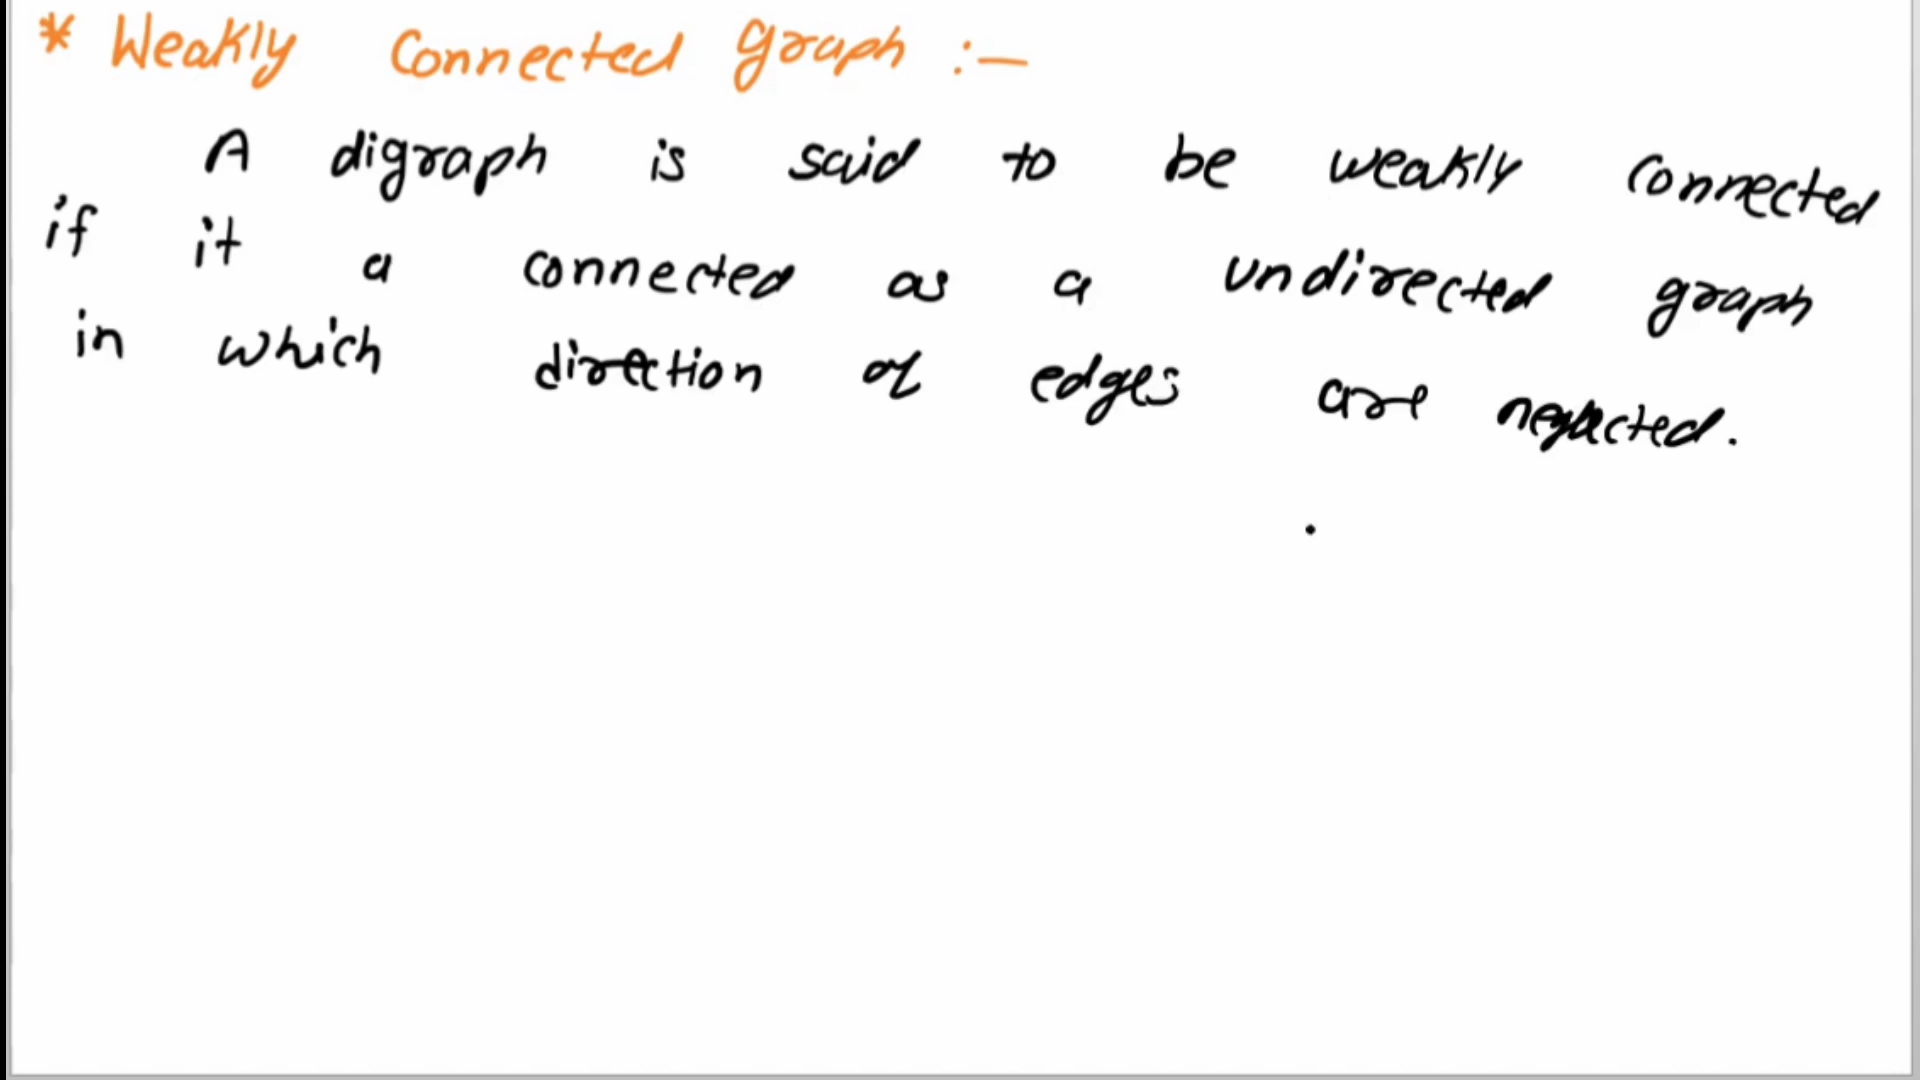 * Weakly Connected graph :-
A digraph is said to be weakly connected
if it a connected as a undirected graph
in which direction of edges are neglected.